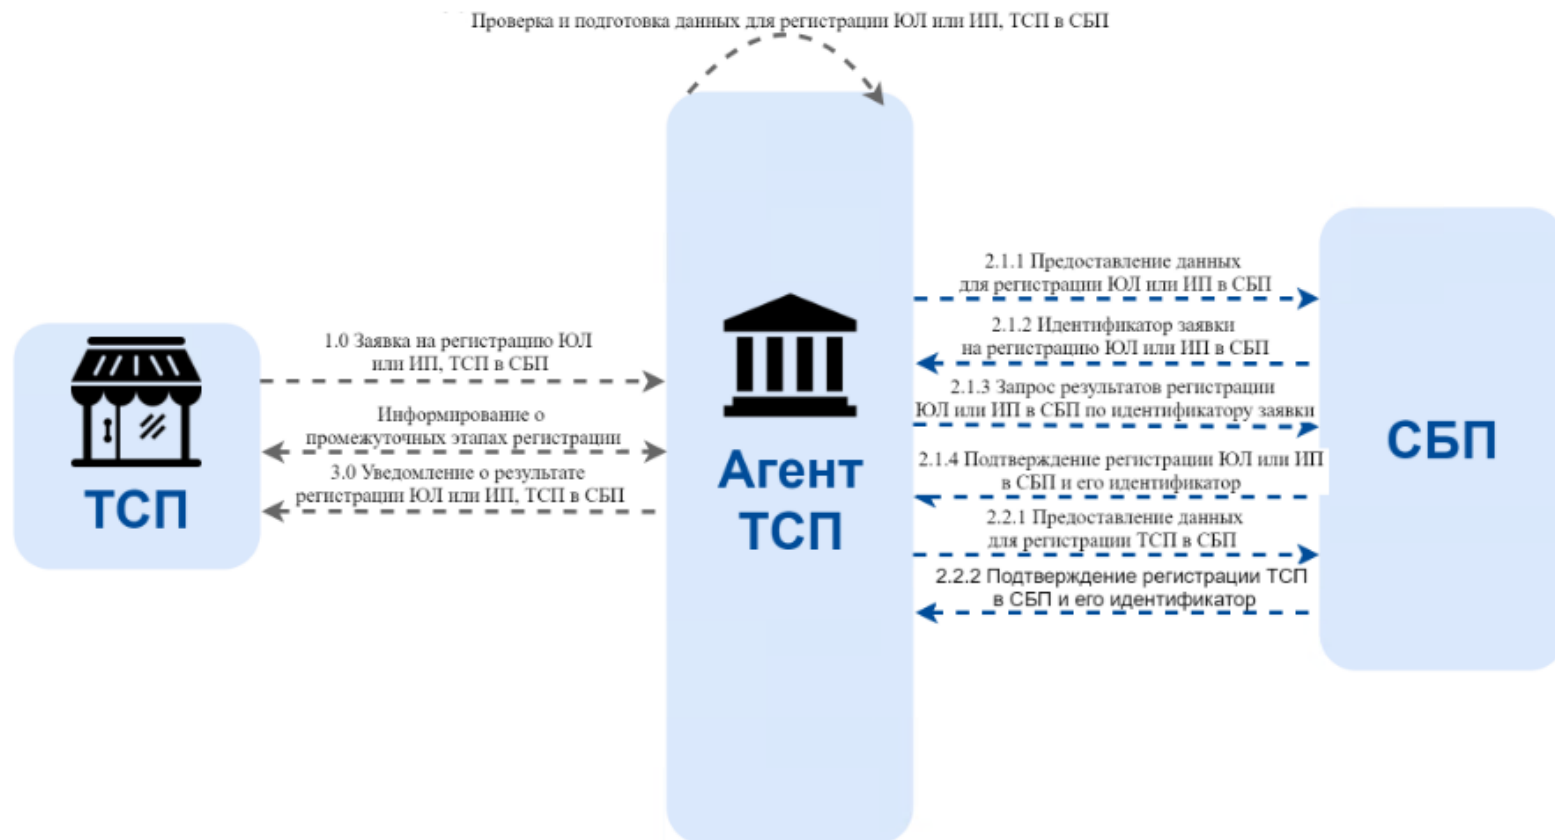 Проверка и подготовка данных для регистрации ЮЛ или ИП, ТСП в СБП
ТСП
1.0 Заявка на регистрацию ЮЛ
или ИП, ТСП в СБП
Информирование о
промежуточных этапах регистрации
3.0 Уведомление о результате
регистрации ЮЛ или ИП, ТСП в СБП
Агент
ТСП
2.1.1 Предоставление данных
для регистрации ЮЛ или ИП в СБП
2.1.2 Идентификатор заявки
на регистрацию ЮЛ или ИП в СБП
2.1.3 Запрос результатов регистрации
ЮЛ или ИП в СБП по идентификатору заявки
2.1.4 Подтверждение регистрации ЮЛ или ИП
в СБП и его идентификатор
2.2.1 Предоставление данных
для регистрации ТСП в СБП
2.2.2 Подтверждение регистрации ТСП
в СБП и его идентификатор
СБП